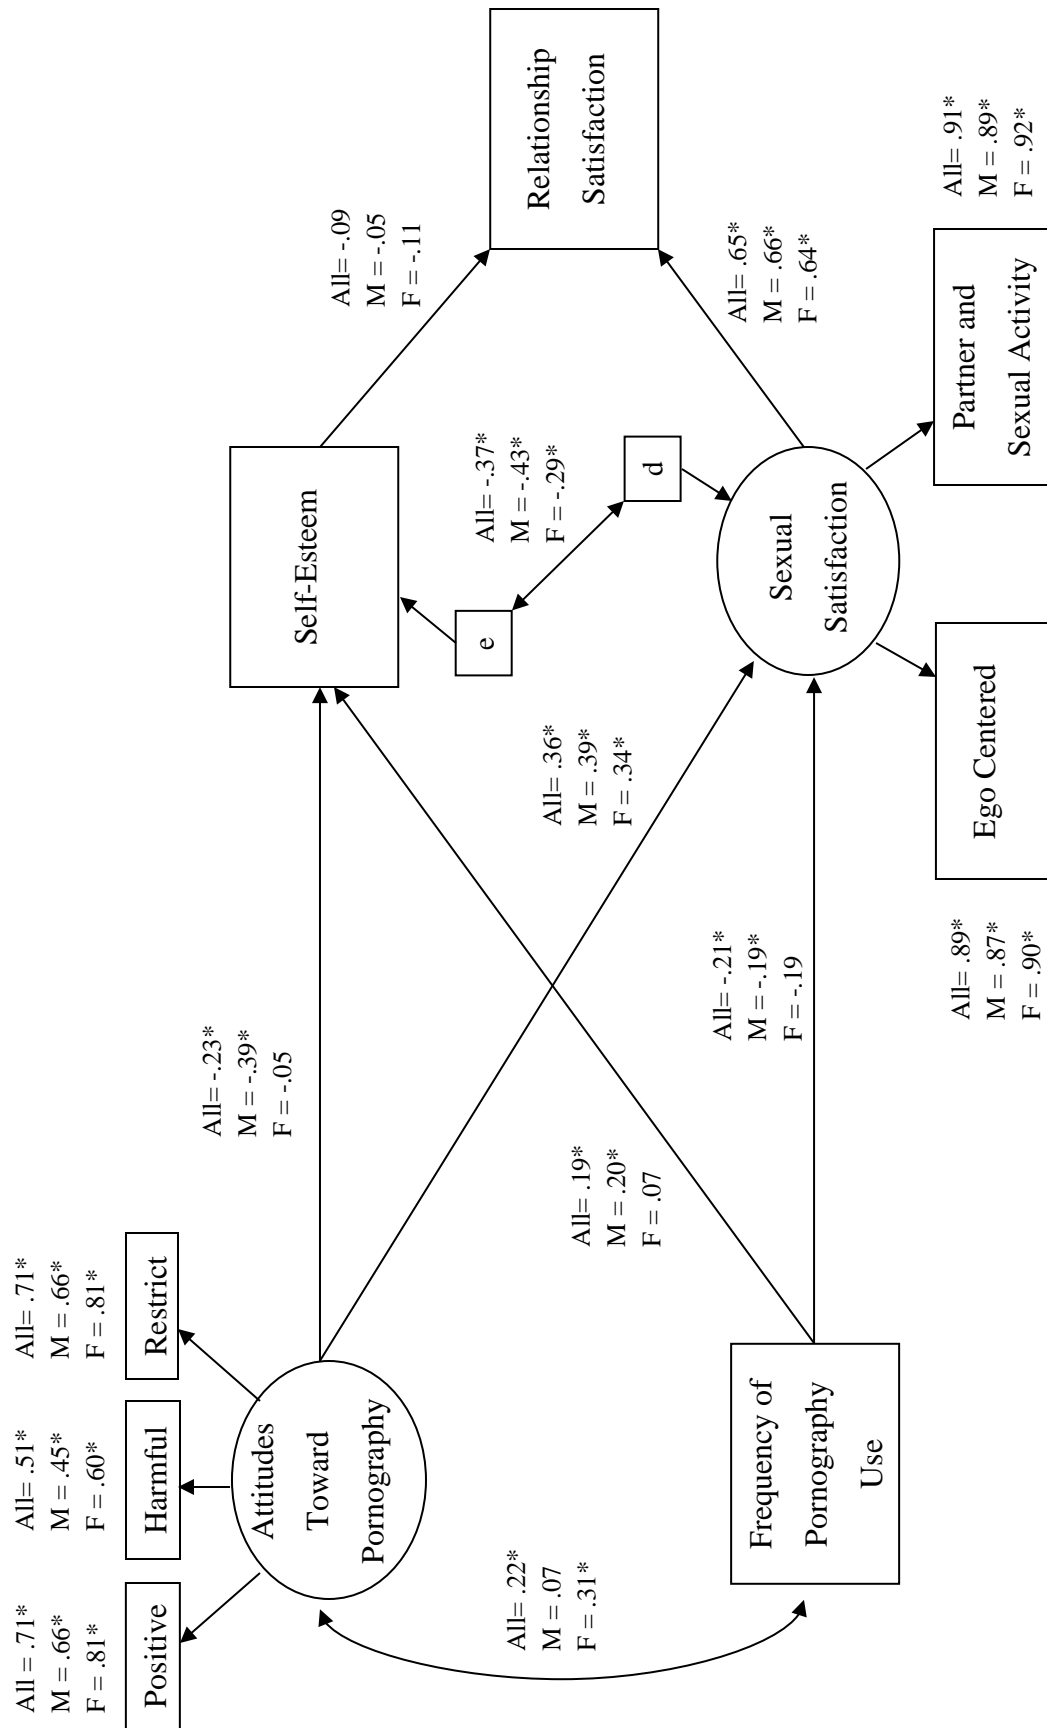 All = .71*
M = .66*
F = .81*
Positive
All= .51*
M = .45*
F = .60*
Harmful
All= .71*
M = .66*
F = .81*
Restrict
Attitudes
Toward
Pornography
All= .22*
M = .07
F = .31*
Frequency of
Pornography
Use
All= -.23*
M = -.39*
F = -.05
All= .19*
M = .20*
F = .07
All= .36*
M = .39*
F = .34*
All= -.21*
M = -.19*
F = -.19
Self-Esteem
e
All= -.37*
M = -.43*
F = -.29*
d
Sexual
Satisfaction
All= .89*
M = .87*
F = .90*
Ego Centered
Partner and
Sexual Activity
All= .91*
M = .89*
F = .92*
All= -.09
M = -.05
F = -.11
All= .65*
M = .66*
F = .64*
Relationship
Satisfaction